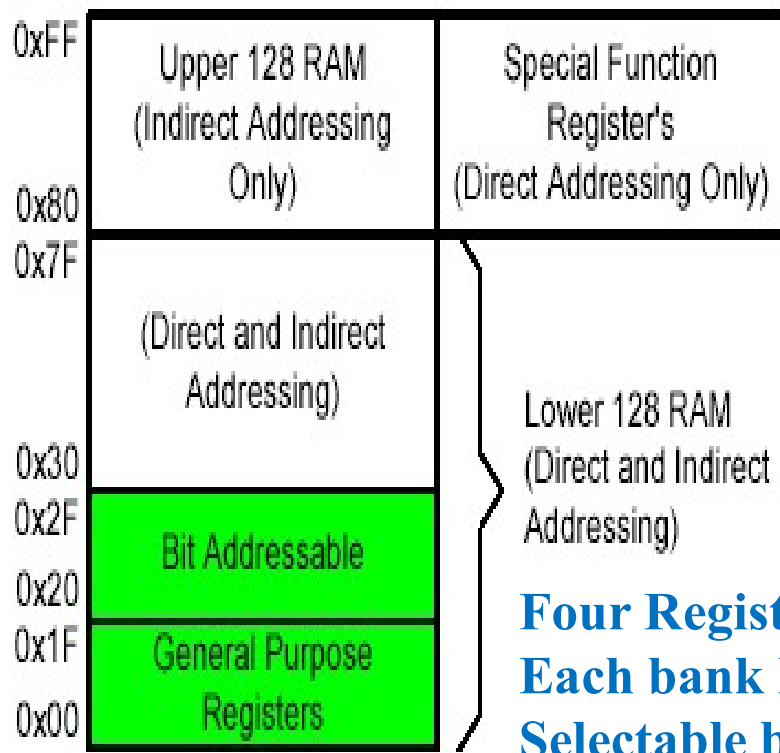 0xFF
Upper 128 RAM
(Indirect Addressing
Only)
0x80
Special Function
Register's
(Direct Addressing Only)
0x7F
(Direct and Indirect
Addressing)
0x30
0x2F
Bit Addressable
0x20
0x1F
General Purpose
Registers
0x00
Lower 128 RAM
(Direct and Indirect
Addressing)
Four Regist
Each bank
Selectable b